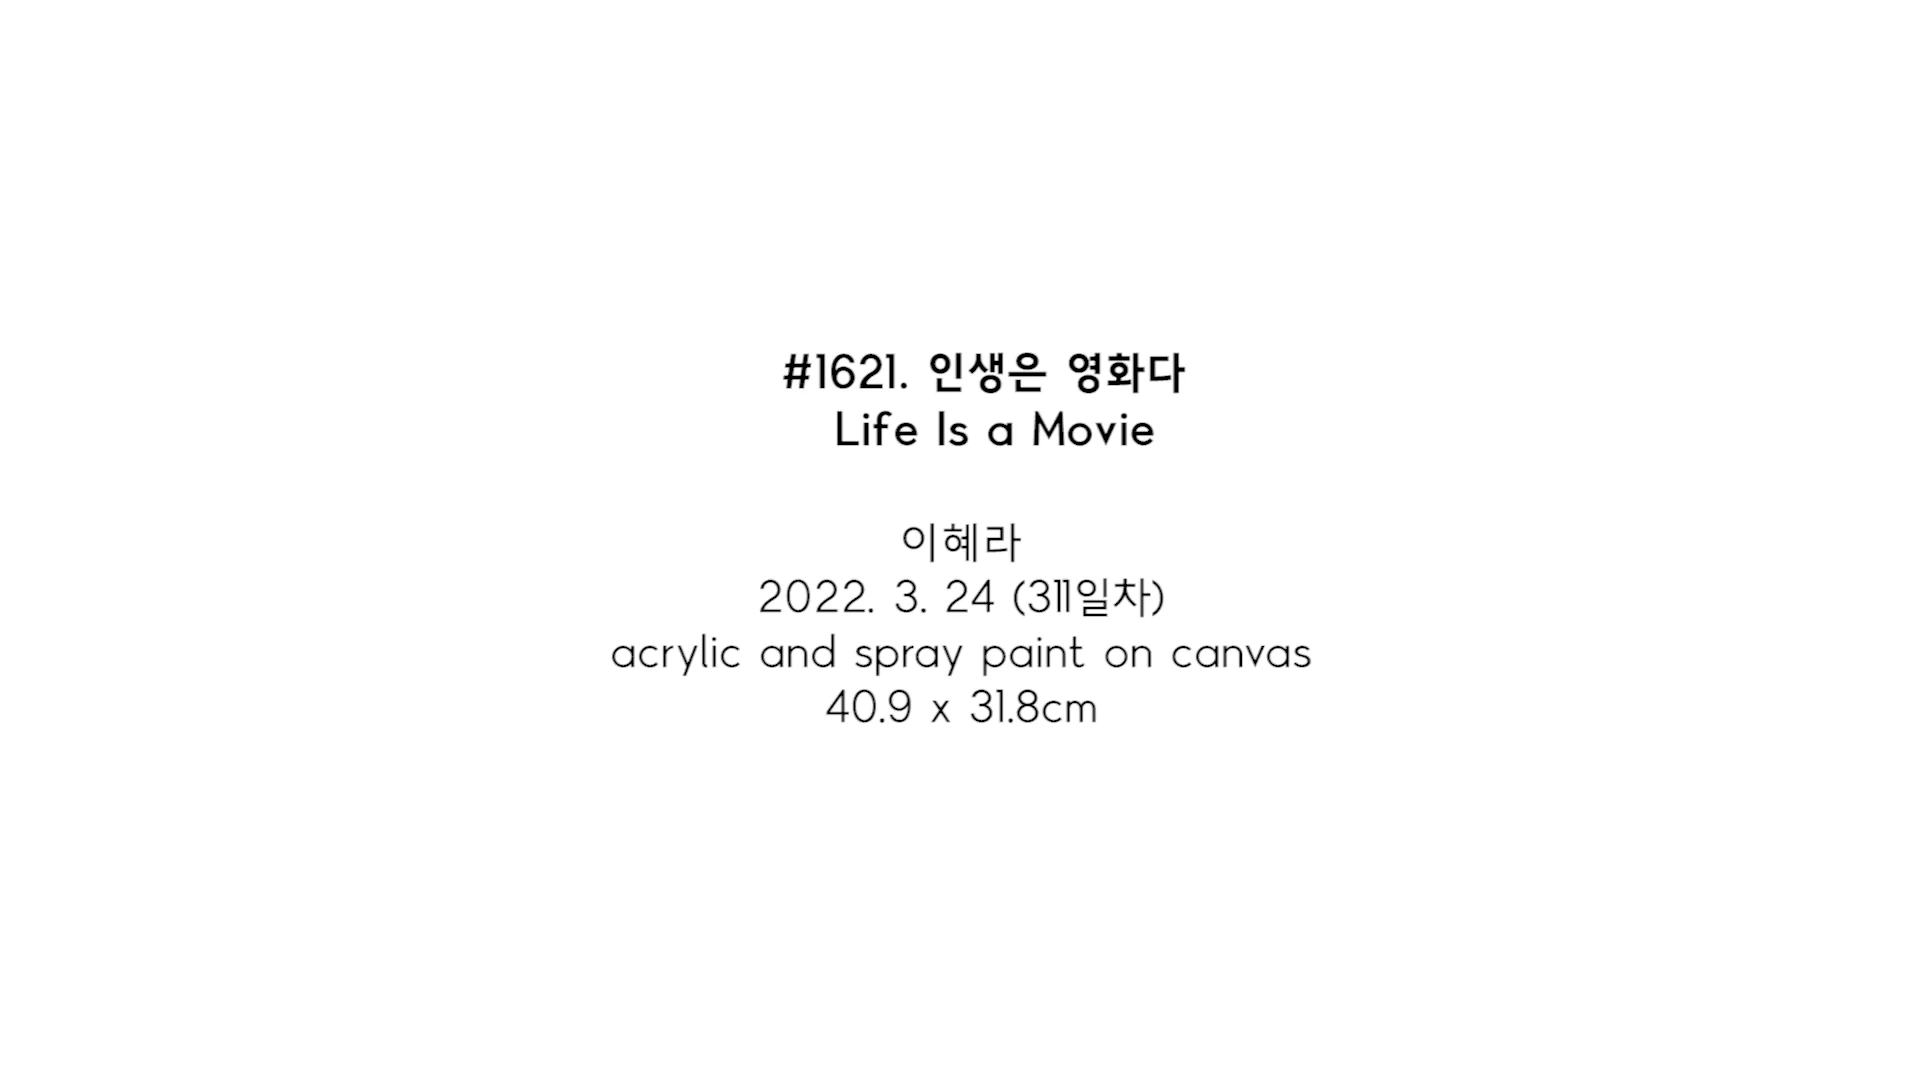 #1621. 인생은 영화다
Life Is a Movie
이혜라
2022. 3. 24 (311일차)
acrylic and spray paint on canvas
40.9 x 31.8cm